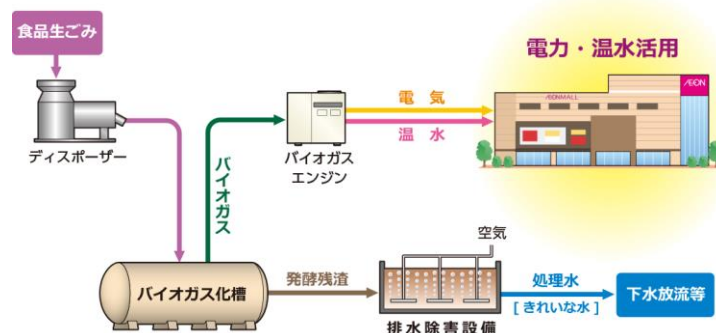 食品生ごみ
ディスポーザー
バイオガス
バイオガス
エンジン
電気
温水
電力・温水活用
ÆONMALL
ÆON
バイオガス化槽
発酵残渣
空気
排水除害設備
処理水
[きれいな水]
下水放流等